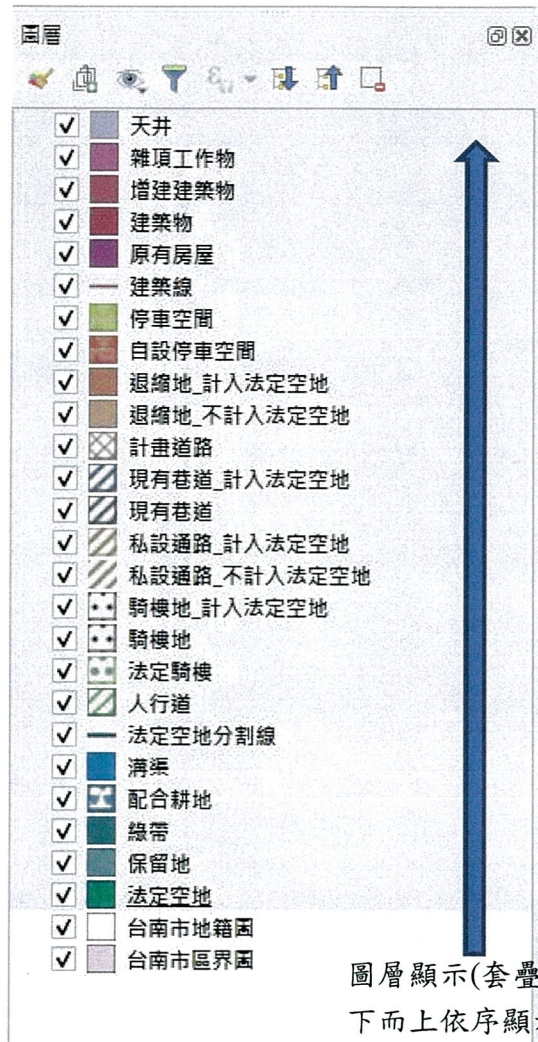 圖層
天井
雜項工作物
增建建築物
建築物
原有房屋
建築線
停車空間
自設停車空間
退縮地_計入法定空地
退縮地_不計入法定空地
計畫道路
現有巷道_計入法定空地
現有巷道
私設通路_計入法定空地
私設通路_不計入法定空地
騎樓地_計入法定空地
騎樓地
法定騎樓
人行道
法定空地分割線
溝渠
配合耕地
綠帶
保留地
法定空地
台南市地籍圖
台南市區界圖
圖層顯示(套疊
下而上依序顯